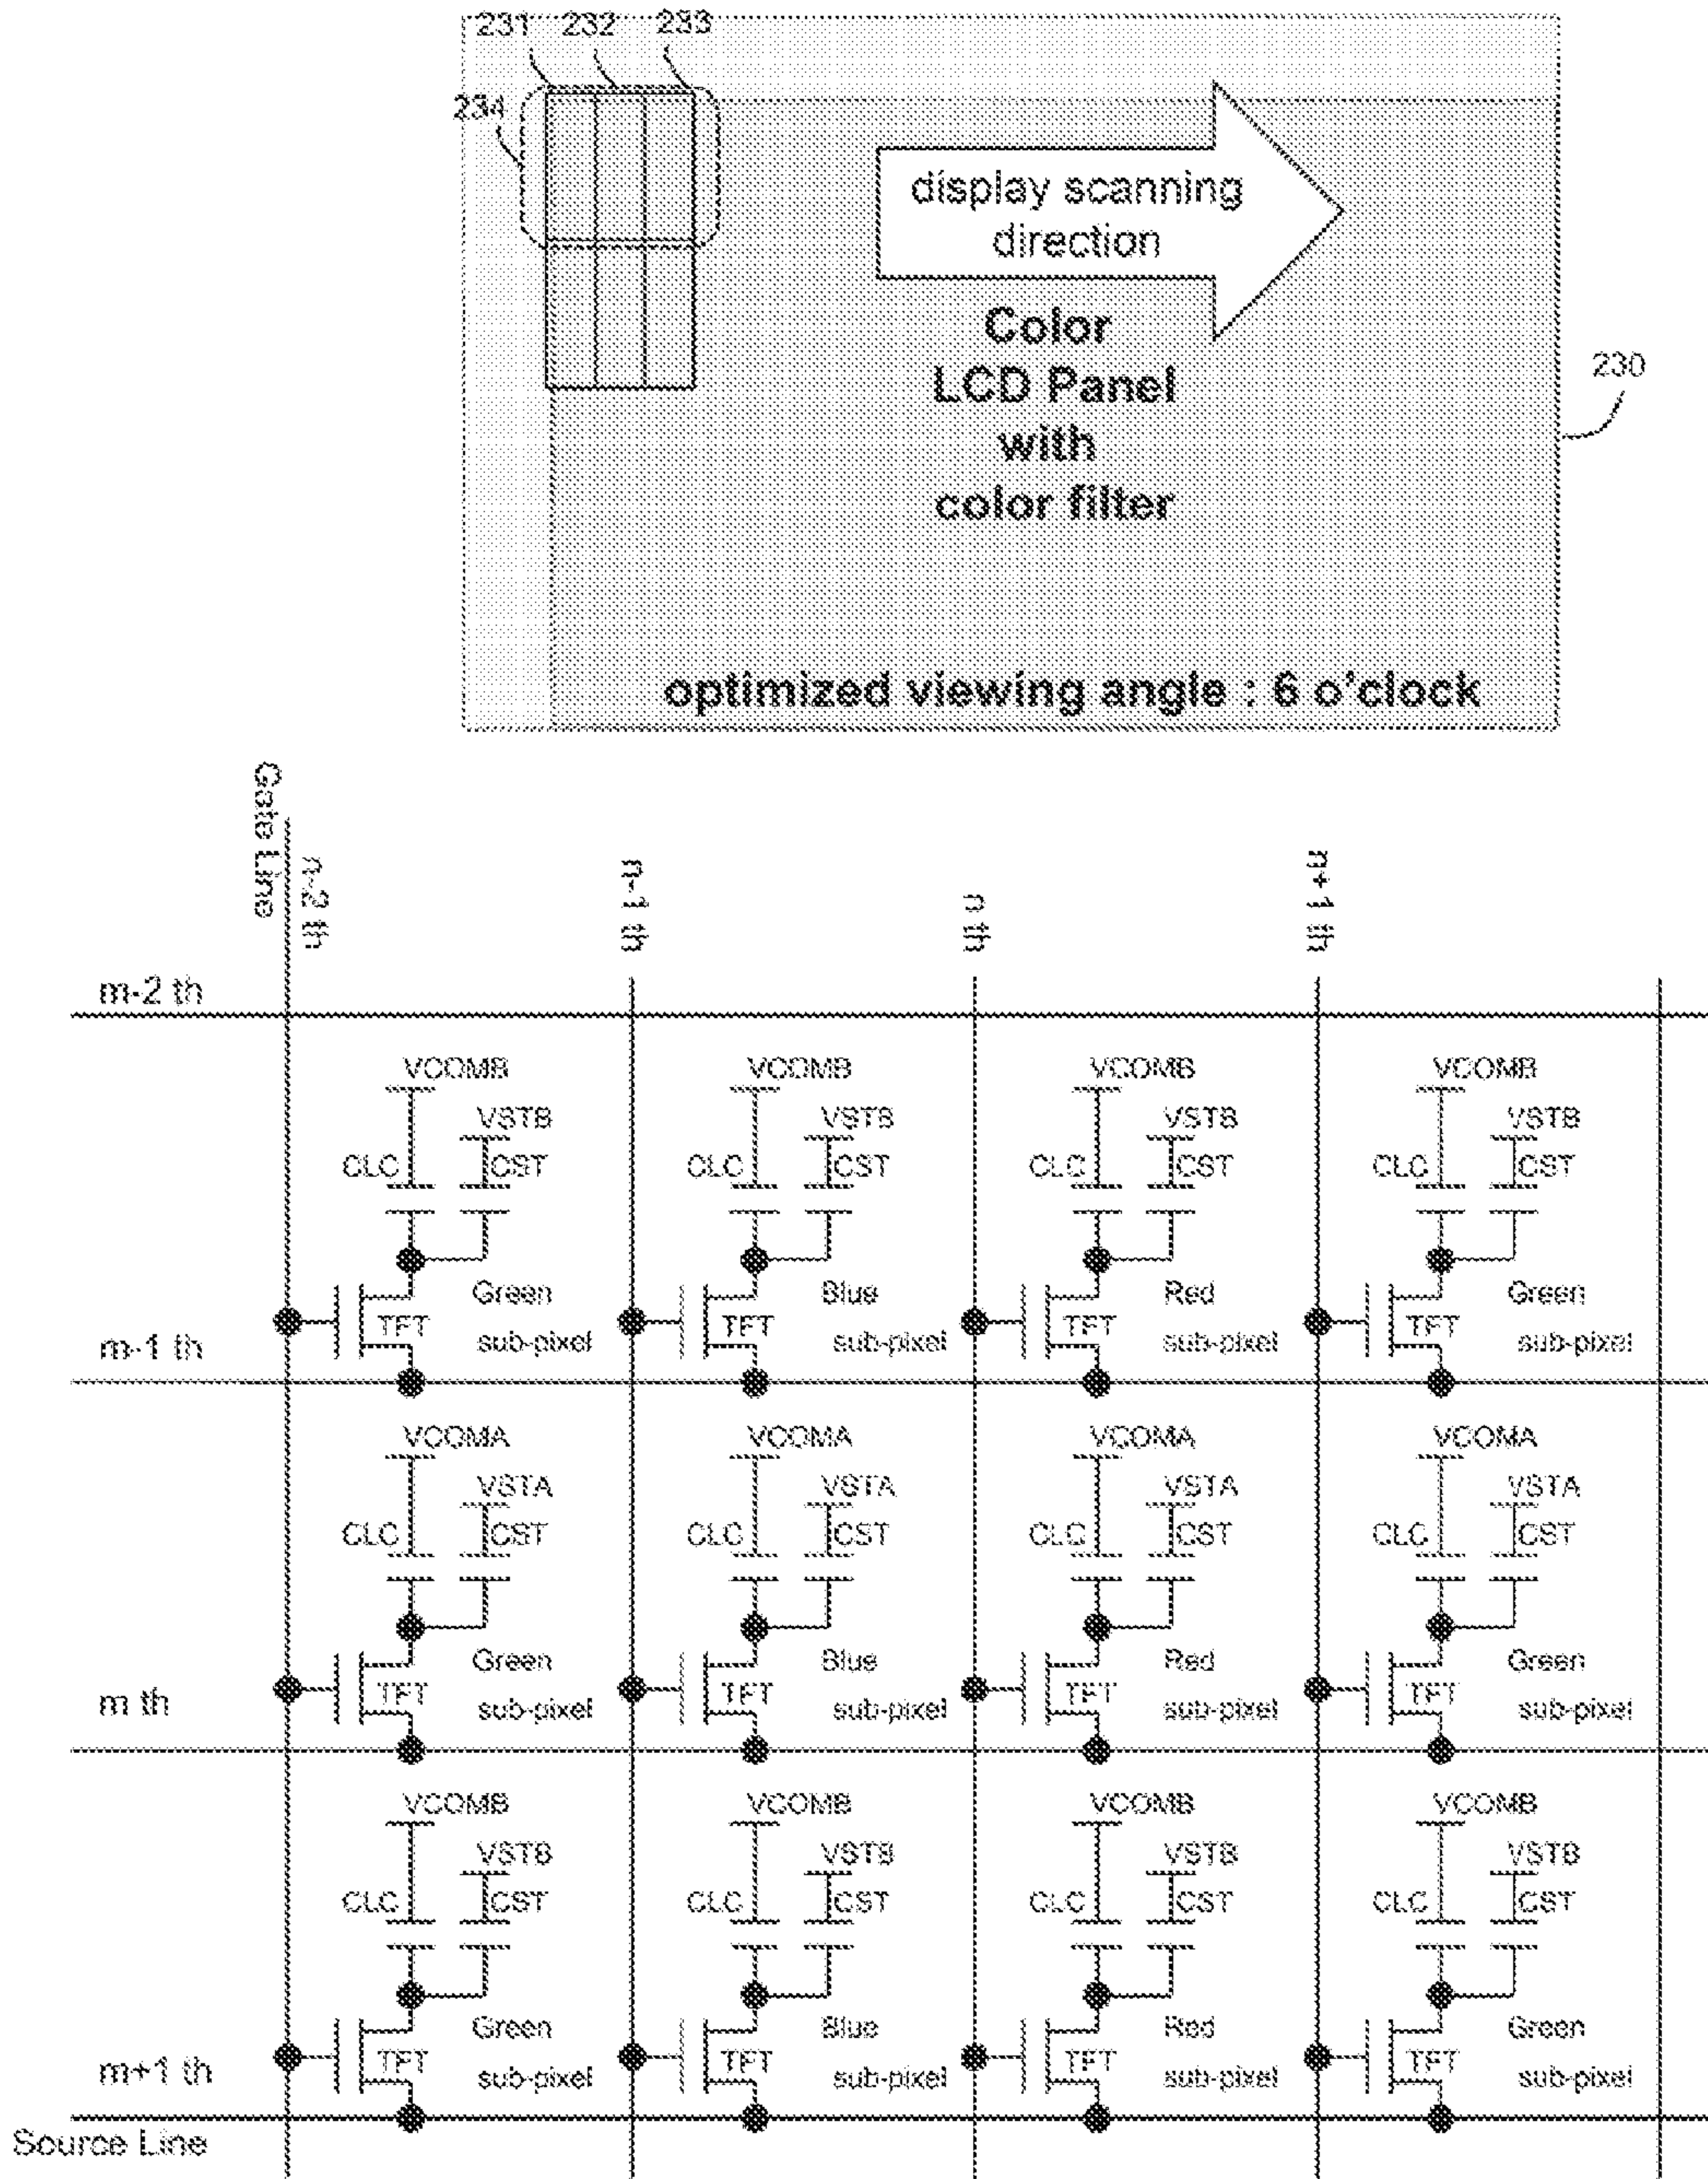 231 232 233
234
display scanning
direction
Color
LCD Panel
with
color filter
230
optimized viewing angle : 6 o'clock
Gate Line
n-2 th
n-1 th
n th
n+1 th
m-2 th
VCOMB VCOMB VCOMB VCOMB
VSTB VSTB VSTB VSTB
CLC CST CLC CST CLC CST CLC CST
Green Blue Red Green
TFT TFT TFT TFT
sub-pixel sub-pixel sub-pixel sub-pixel
m-1 th
VCOMA VCOMA VCOMA VCOMA
VSTA VSTA VSTA VSTA
CLC CST CLC CST CLC CST CLC CST
Green Blue Red Green
TFT TFT TFT TFT
m th
sub-pixel sub-pixel sub-pixel sub-pixel
VCOMB VCOMB VCOMB VCOMB
VSTB VSTB VSTB VSTB
CLC CST CLC CST CLC CST CLC CST
Green Blue Red Green
TFT TFT TFT TFT
m+1 th
sub-pixel sub-pixel sub-pixel sub-pixel
Source Line